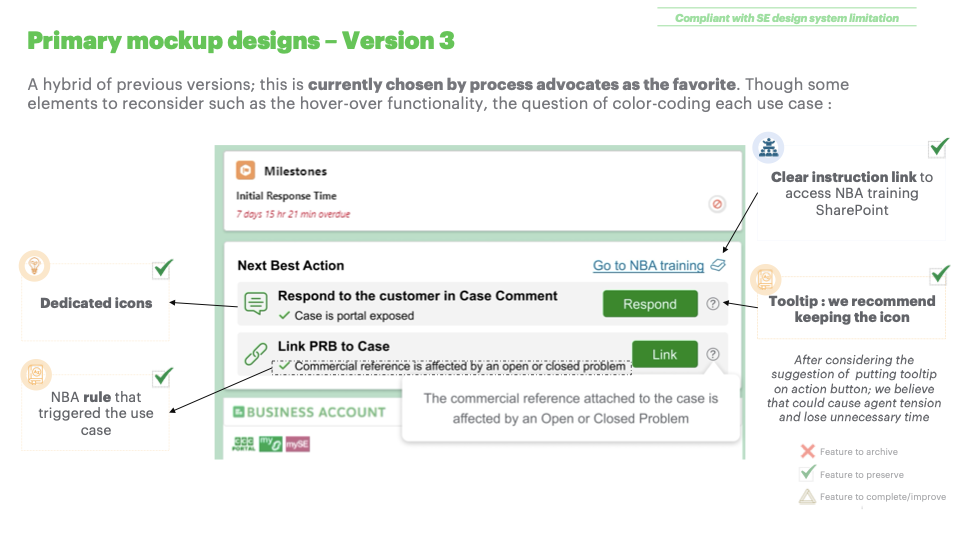 Compliant with SE design system limitation
Primary mockup designs – Version 3
A hybrid of previous versions; this is currently chosen by process advocates as the favorite. Though some
elements to reconsider such as the hover-over functionality, the question of color-coding each use case :
Milestones
Initial Response Time
7 days 15 hr 21 min overdue
Clear instruction link to
access NBA training
SharePoint
Next Best Action
Go to NBA training
Dedicated icons
Respond to the customer in Case Comment
Case is portal exposed
Respond
?
Tooltip : we recommend
keeping the icon
Link PRB to Case
Commercial reference is affected by an open or closed problem
Link
?
NBA rule that
triggered the use
case
The commercial reference attached to the case is
affected by an Open or Closed Problem
After considering the
suggestion of putting tooltip
on action button; we believe
that could cause agent tension
and lose unnecessary time
BUSINESS ACCOUNT
333
PORTAL
my
mySE
Feature to archive
Feature to preserve
Feature to complete/improve